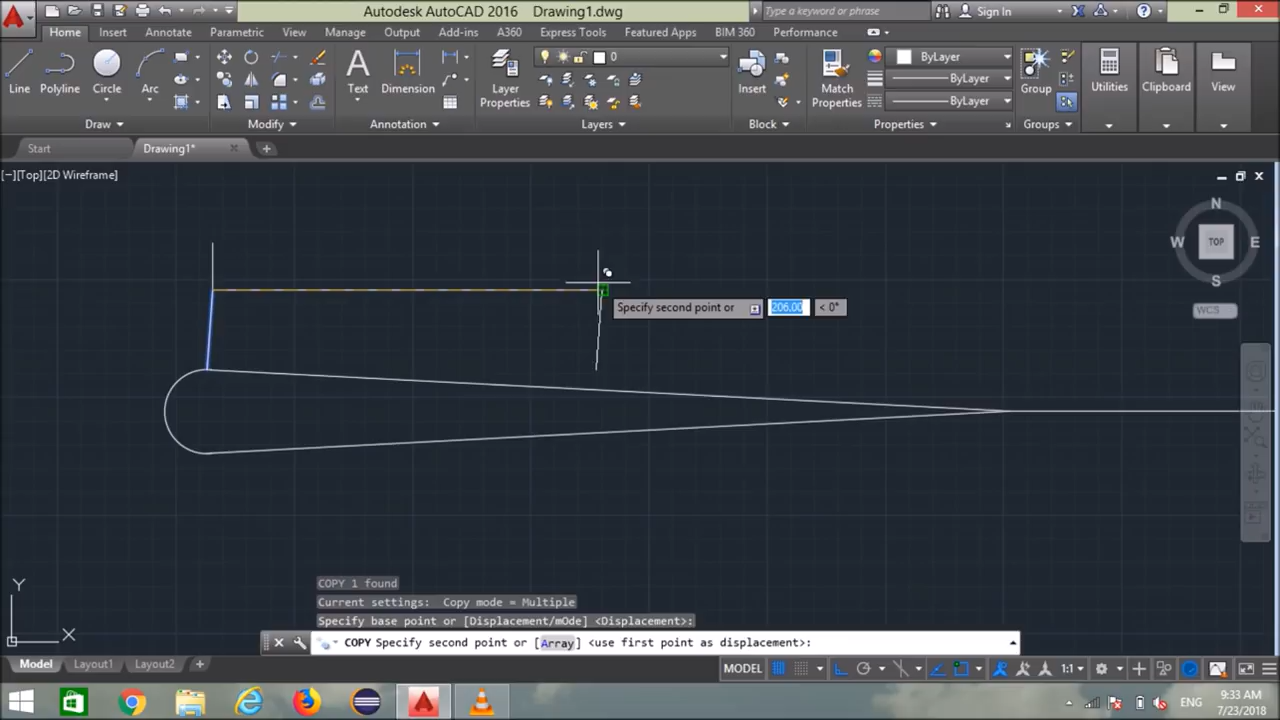 Autodesk AutoCAD 2016 Drawing1.dwg
Type a keyword or phrase
Sign In
Home Insert Annotate Parametric View Manage Output Add-ins A360 Express Tools Featured Apps BIM 360 Performance
Line Polyline Circle Arc
Text Dimension
Layer Properties
0
Insert
Match Properties
ByLayer
ByLayer
ByLayer
Group
Utilities
Clipboard
View
Draw Modify Annotation Layers Block Properties Groups
Start Drawing1*
[−][Top][2D Wireframe]
N
W TOP E
S
WCS
Specify second point or 206.00 < 0°
Y
X
COPY 1 found
Current settings: Copy mode = Multiple
Specify base point or [Displacement/mOde] <Displacement>:
COPY Specify second point or [Array] <use first point as displacement>:
Model Layout1 Layout2
MODEL 1:1
ENG
9:33 AM
7/23/2018